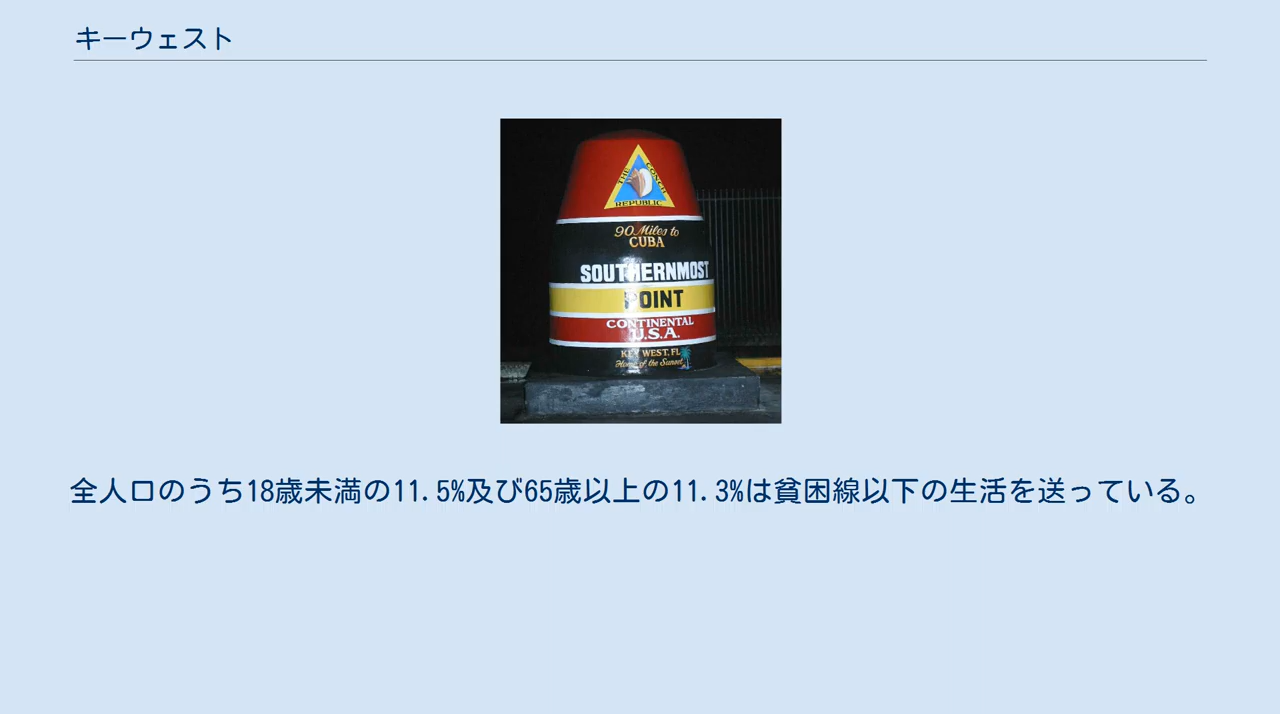 キーウェスト
THE CONCH
REPUBLIC
90 Miles to
CUBA
SOUTHERNMOST
POINT
CONTINENTAL
U.S.A.
KEY WEST, FL
Home of the Sunset
全人口のうち18歳未満の11.5%及び65歳以上の11.3%は貧困線以下の生活を送っている。